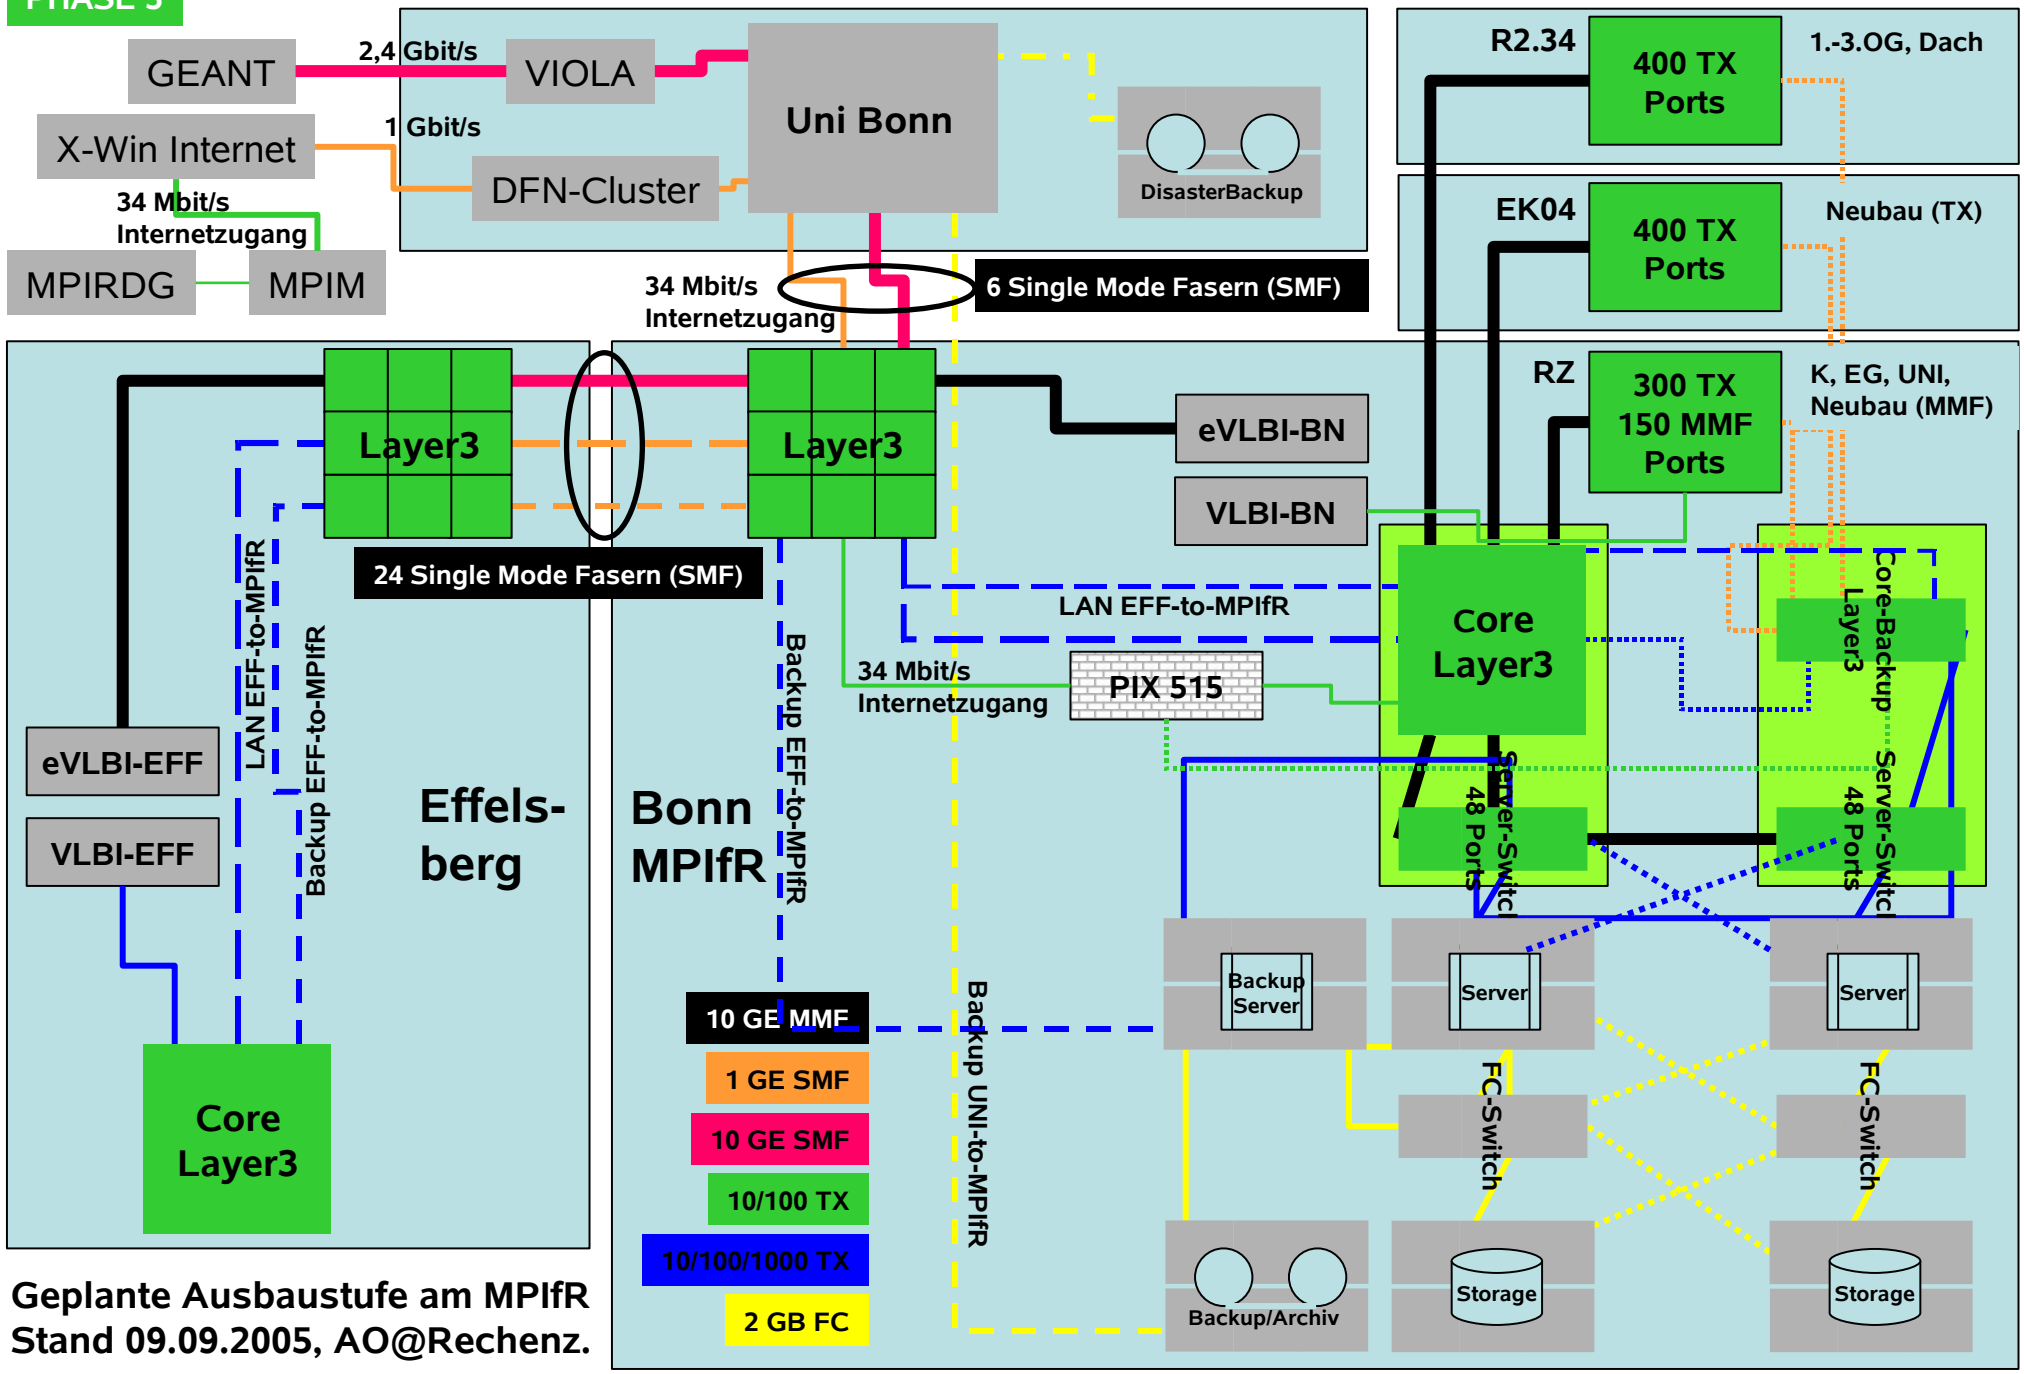 PHASE 3
GEANT
2,4 Gbit/s
VIOLA
X-Win Internet
1 Gbit/s
DFN-Cluster
Uni Bonn
DisasterBackup
34 Mbit/s
Internetzugang
MPIRDG
MPIM
34 Mbit/s
Internetzugang
6 Single Mode Fasern (SMF)
R2.34
400 TX
Ports
1.-3.OG, Dach
EK04
400 TX
Ports
Neubau (TX)
RZ
300 TX
150 MMF
Ports
K, EG, UNI,
Neubau (MMF)
Layer3
Layer3
24 Single Mode Fasern (SMF)
eVLBI-BN
VLBI-BN
LAN EFF-to-MPIfR
Backup EFF-to-MPIfR
eVLBI-EFF
VLBI-EFF
Effels-
berg
Core
Layer3
Bonn
MPIfR
Backup EFF-to-MPIfR
LAN EFF-to-MPIfR
34 Mbit/s
Internetzugang
PIX 515
Core
Layer3
Core-Backup
Layer3
Server-Switch
48 Ports
Server-Switch
48 Ports
Backup
Server
Server
Server
FC-Switch
FC-Switch
Backup UNI-to-MPIfR
Backup/Archiv
Storage
Storage
10 GE MMF
1 GE SMF
10 GE SMF
10/100 TX
10/100/1000 TX
2 GB FC
Geplante Ausbaustufe am MPIfR
Stand 09.09.2005, AO@Rechenz.